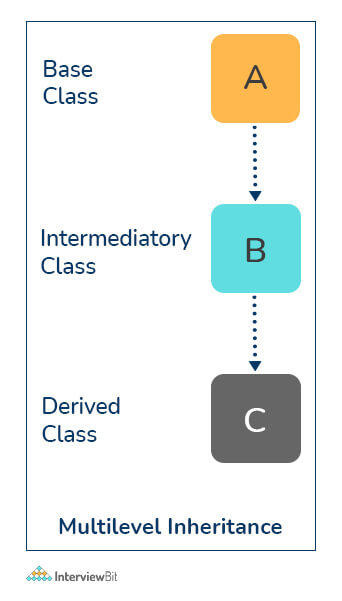 Base
Class
A
Intermediatory
Class
B
Derived
Class
C
Multilevel Inheritance
InterviewBit